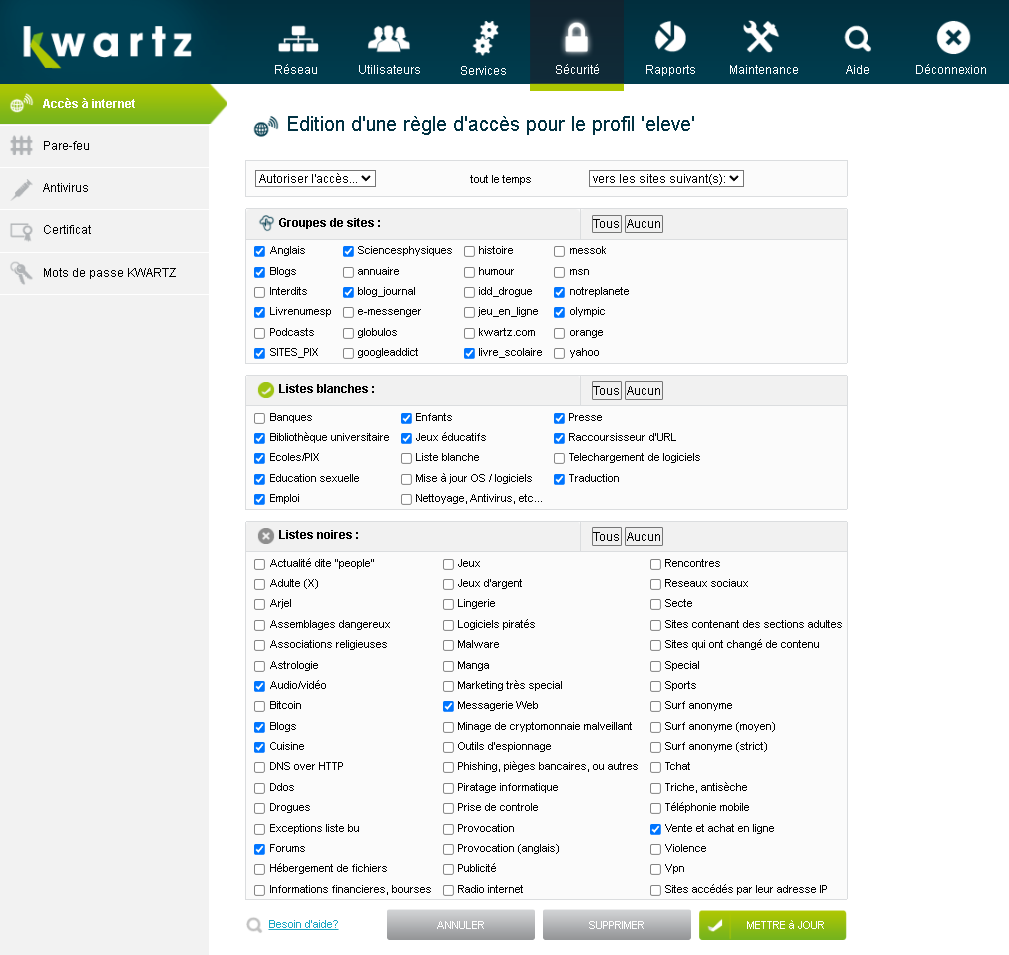 kwartz
Réseau Utilisateurs Services Sécurité Rapports Maintenance Aide Déconnexion
Accès à internet
Pare-feu
Antivirus
Certificat
Mots de passe KWARTZ
Edition d'une règle d'accès pour le profil 'eleve'
Autoriser l'accès... tout le temps vers les sites suivant(s):
Groupes de sites : Tous Aucun
Anglais Sciencesphysiques histoire messok
Blogs annuaire humour msn
Interdits blog_journal idd_drogue notreplanete
Livrenumesp e-messenger jeu_en_ligne olympic
Podcasts globulos kwartz.com orange
SITES_PIX googleaddict livre_scolaire yahoo
Listes blanches : Tous Aucun
Banques Enfants Presse
Bibliothèque universitaire Jeux éducatifs Raccoursisseur d'URL
Ecoles/PIX Liste blanche Telechargement de logiciels
Education sexuelle Mise à jour OS / logiciels Traduction
Emploi Nettoyage, Antivirus, etc...
Listes noires : Tous Aucun
Actualité dite "people" Jeux Rencontres
Adulte (X) Jeux d'argent Reseaux sociaux
Arjel Lingerie Secte
Assemblages dangereux Logiciels piratés Sites contenant des sections adultes
Associations religieuses Malware Sites qui ont changé de contenu
Astrologie Manga Special
Audio/vidéo Marketing très special Sports
Bitcoin Messagerie Web Surf anonyme
Blogs Minage de cryptomonnaie malveillant Surf anonyme (moyen)
Cuisine Outils d'espionnage Surf anonyme (strict)
DNS over HTTP Phishing, pièges bancaires, ou autres Tchat
Ddos Piratage informatique Triche, antisèche
Drogues Prise de controle Téléphonie mobile
Exceptions liste bu Provocation Vente et achat en ligne
Forums Provocation (anglais) Violence
Hébergement de fichiers Publicité Vpn
Informations financieres, bourses Radio internet Sites accédés par leur adresse IP
Besoin d'aide? ANNULER SUPPRIMER METTRE à JOUR